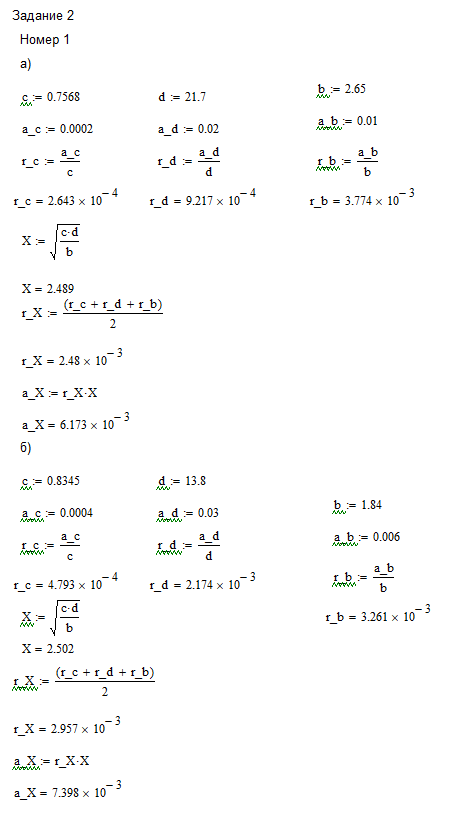 Задание 2
Номер 1
а)
c := 0.7568 d := 21.7 b := 2.65
a_c := 0.0002 a_d := 0.02 a_b := 0.01
r_c := a_c/c r_d := a_d/d r_b := a_b/b
r_c = 2.643 × 10^-4 r_d = 9.217 × 10^-4 r_b = 3.774 × 10^-3
X := √(c·d/b)
X = 2.489
r_X := (r_c + r_d + r_b)/2
r_X = 2.48 × 10^-3
a_X := r_X·X
a_X = 6.173 × 10^-3
б)
c := 0.8345 d := 13.8 b := 1.84
a_c := 0.0004 a_d := 0.03 a_b := 0.006
r_c := a_c/c r_d := a_d/d r_b := a_b/b
r_c = 4.793 × 10^-4 r_d = 2.174 × 10^-3 r_b = 3.261 × 10^-3
X := √(c·d/b)
X = 2.502
r_X := (r_c + r_d + r_b)/2
r_X = 2.957 × 10^-3
a_X := r_X·X
a_X = 7.398 × 10^-3